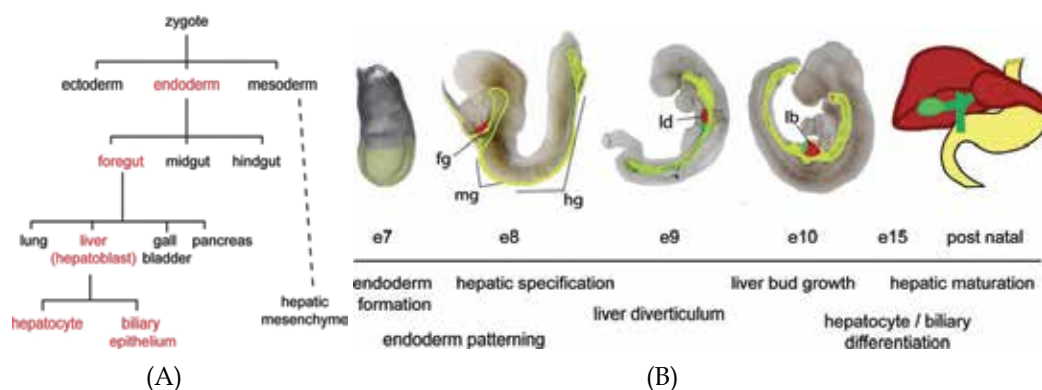 zygote
ectoderm endoderm mesoderm
foregut midgut hindgut
lung liver gall pancreas
(hepatoblast) bladder
hepatocyte biliary
epithelium
hepatic
mesenchyme
(A)
fg
mg
hg
ld
lb
e7 e8 e9 e10 e15 post natal
endoderm hepatic specification liver bud growth hepatic maturation
formation
liver diverticulum
endoderm patterning
hepatocyte / biliary
differentiation
(B)